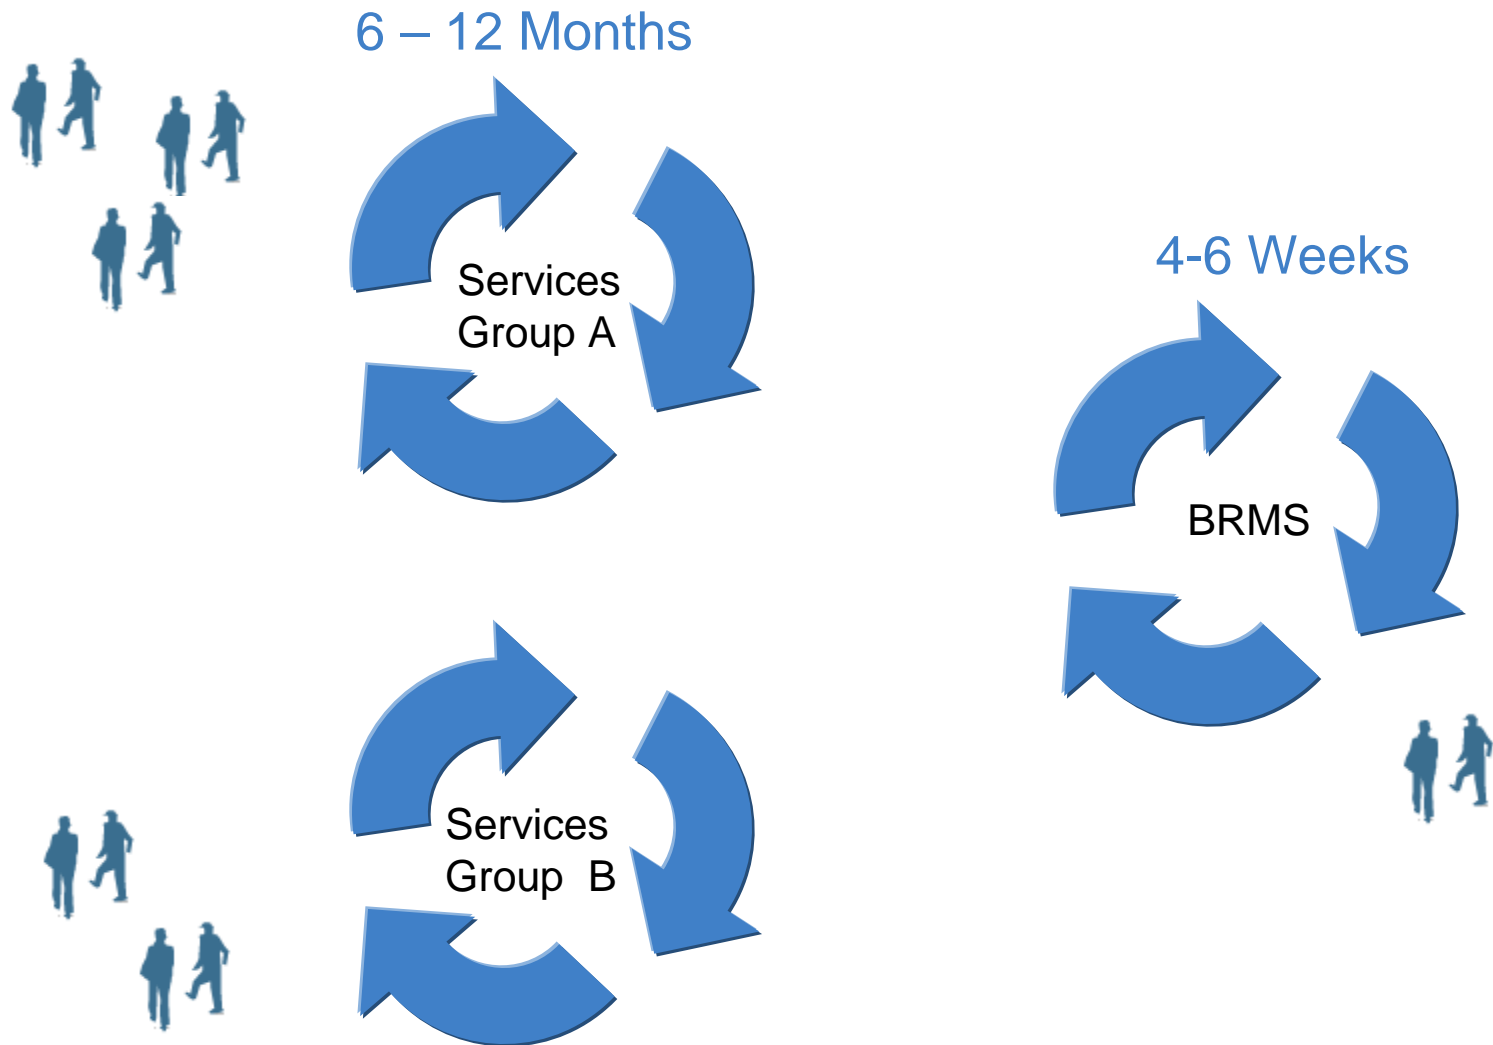 6 – 12 Months
Services
Group A
4-6 Weeks
BRMS
Services
Group B